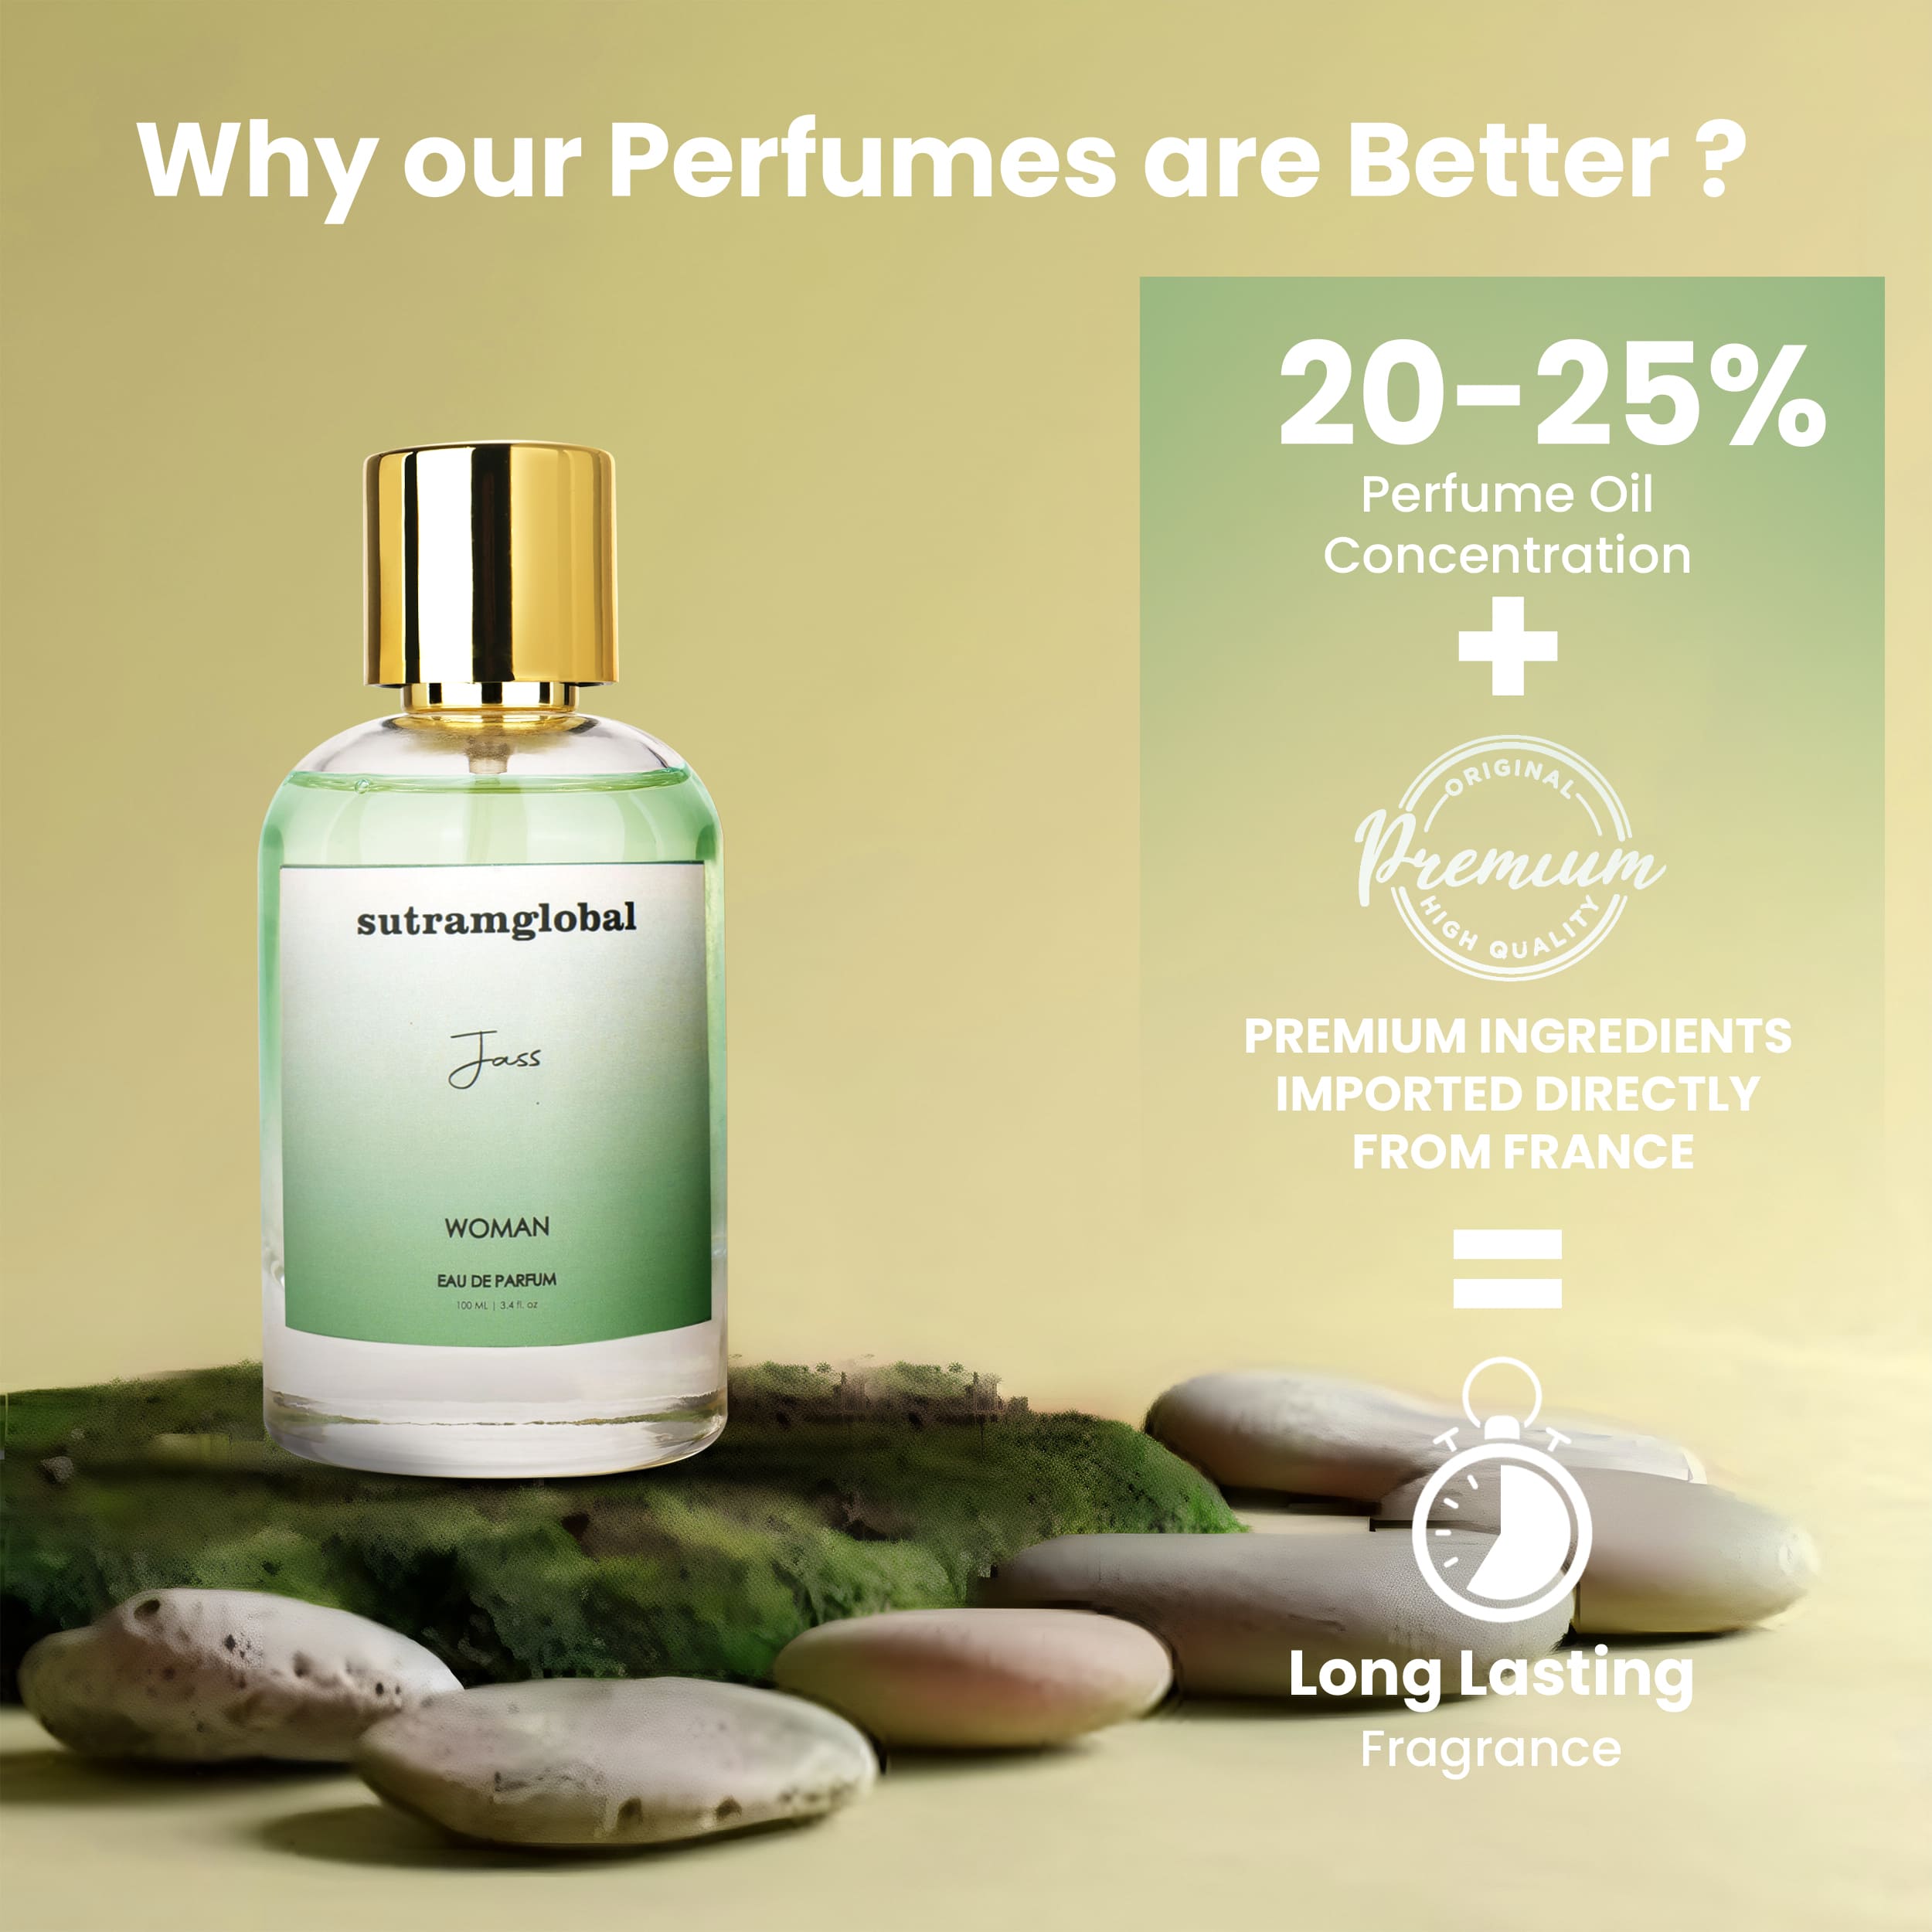 Why our Perfumes are Better ?
20-25%
Perfume Oil
Concentration
+
ORIGINAL
Premium
HIGH QUALITY
PREMIUM INGREDIENTS
IMPORTED DIRECTLY
FROM FRANCE
=
Long Lasting
Fragrance
sutramglobal
Jass
WOMAN
EAU DE PARFUM
100 ML | 3.4 fl. oz